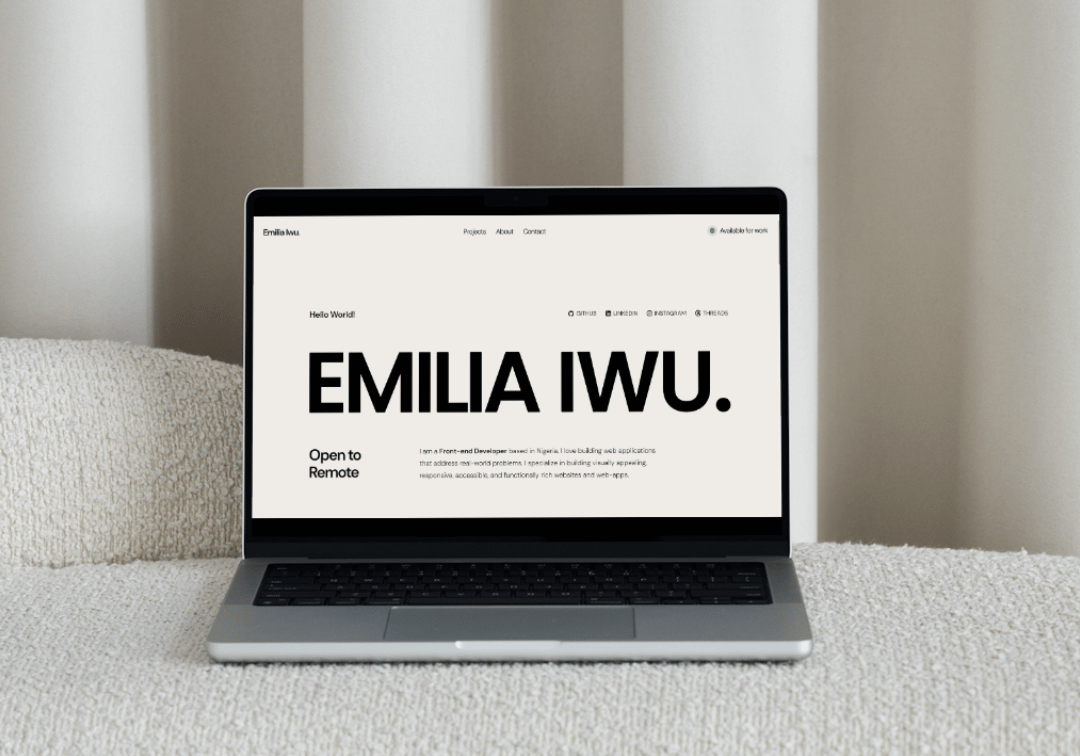 Emilia Iwu.
Projects About Contact
Available for work
Hello World!
GITHUB LINKEDIN INSTAGRAM THREADS
EMILIA IWU.
Open to
Remote
I am a Front-end Developer based in Nigeria. I love building web applications
that address real-world problems, I specialize in building visually appealing,
responsive, accessible, and functionally rich websites and web-apps.